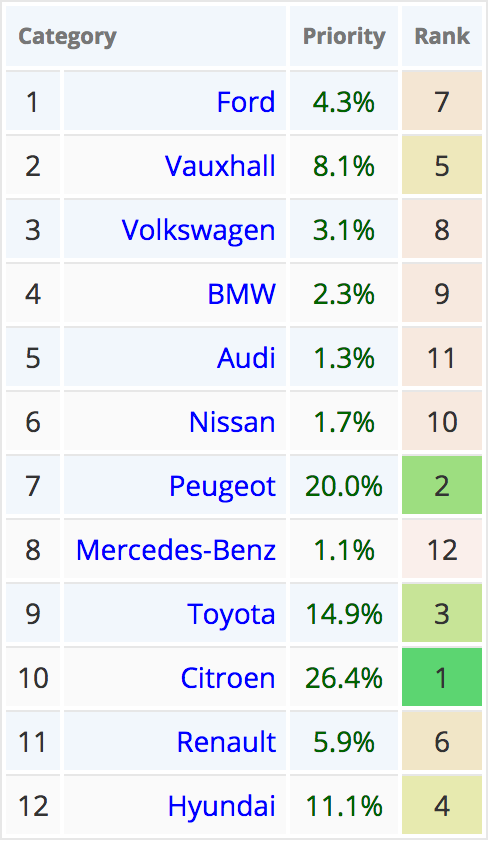 Category Priority Rank
1 Ford 4.3% 7
2 Vauxhall 8.1% 5
3 Volkswagen 3.1% 8
4 BMW 2.3% 9
5 Audi 1.3% 11
6 Nissan 1.7% 10
7 Peugeot 20.0% 2
8 Mercedes-Benz 1.1% 12
9 Toyota 14.9% 3
10 Citroen 26.4% 1
11 Renault 5.9% 6
12 Hyundai 11.1% 4